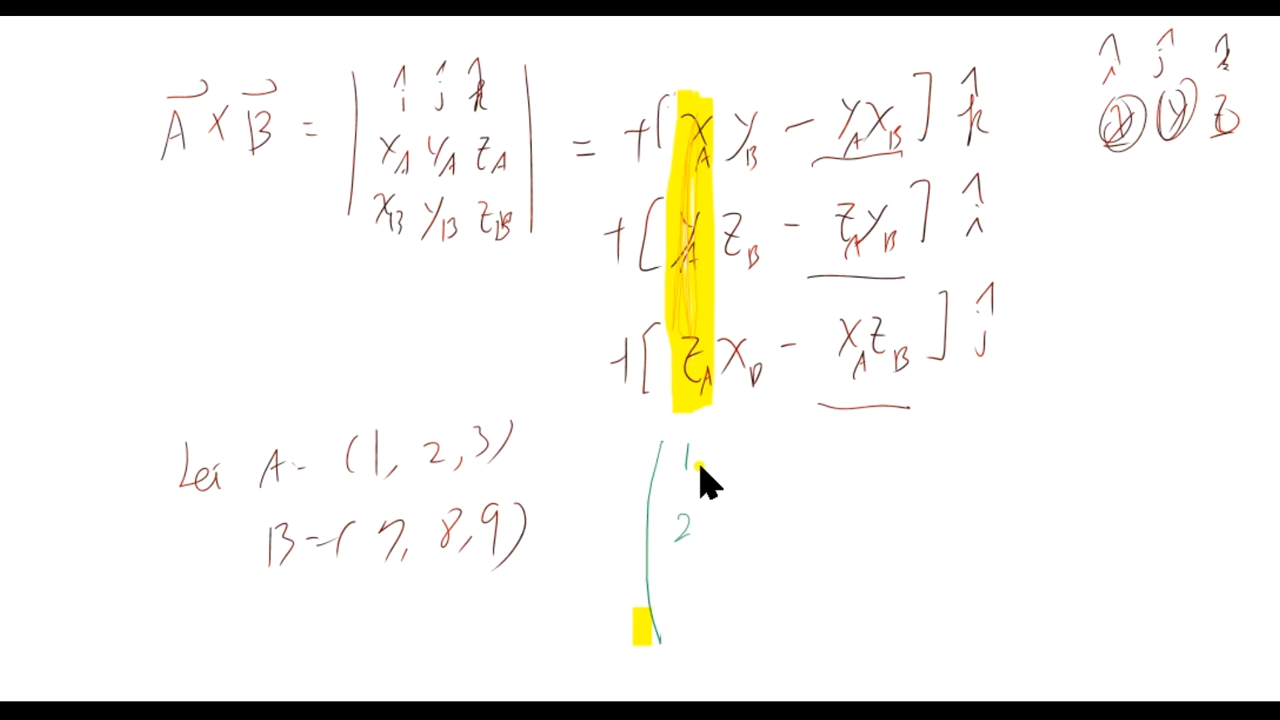 A × B = | î ĵ k̂ | = +[ x_A y_B − y_A x_B ] k̂
x_A y_A z_A
x_B y_B z_B
+[ y_A z_B − z_A y_B ] î
+[ z_A x_B − x_A z_B ] ĵ
î ĵ k̂
x y z
Let A = (1, 2, 3)
B = (7, 8, 9)
( 1
2